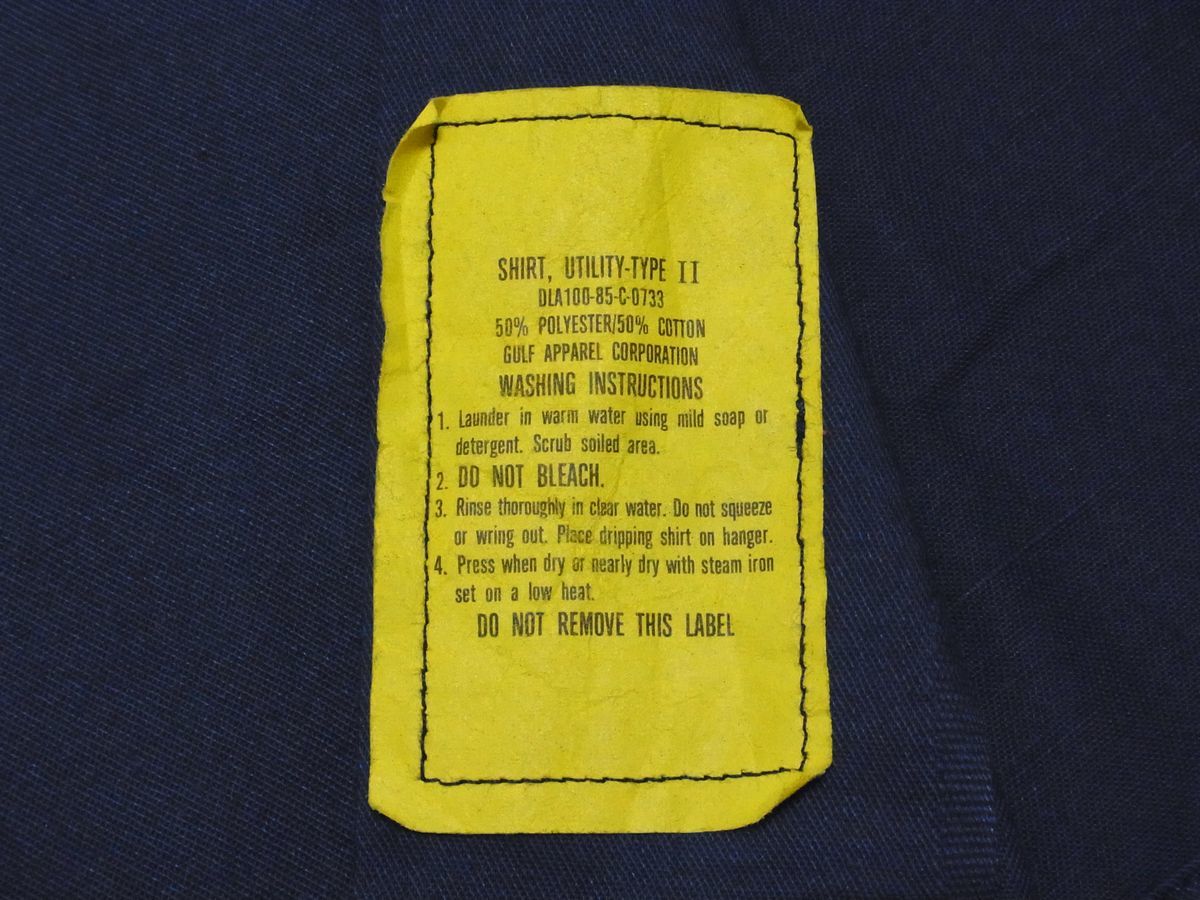 SHIRT, UTILITY-TYPE II
DLA100-85-C-0733
50% POLYESTER/50% COTTON
GULF APPAREL CORPORATION
WASHING INSTRUCTIONS
1. Launder in warm water using mild soap or
detergent. Scrub soiled area.
2. DO NOT BLEACH.
3. Rinse thoroughly in clear water. Do not squeeze
or wring out. Place dripping shirt on hanger.
4. Press when dry or nearly dry with steam iron
set on a low heat.
DO NOT REMOVE THIS LABEL